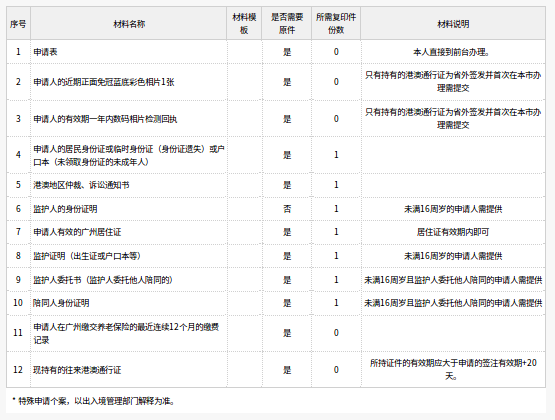 序号 材料名称 材料模板 是否需要原件 所需复印件份数 材料说明
1 申请表 是 0 本人直接到前台办理。
2 申请人的近期正面免冠蓝底彩色相片1张 是 0 只有持有的港澳通行证为省外签发并首次在本市办理需提交
3 申请人的有效期一年内数码相片检测回执 是 0 只有持有的港澳通行证为省外签发并首次在本市办理需提交
4 申请人的居民身份证或临时身份证（身份证遗失）或户口本（未领取身份证的未成年人） 是 1
5 港澳地区仲裁、诉讼通知书 是 1
6 监护人的身份证明 否 1 未满16周岁的申请人需提供
7 申请人有效的广州居住证 是 1 居住证有效期内即可
8 监护证明（出生证或户口本等） 是 1 未满16周岁的申请人需提供
9 监护人委托书（监护人委托他人陪同的） 是 1 未满16周岁且监护人委托他人陪同的申请人需提供
10 陪同人身份证明 是 1 未满16周岁且监护人委托他人陪同的申请人需提供
11 申请人在广州缴交养老保险的最近连续12个月的缴费记录 是 0
12 现持有的往来港澳通行证 是 0 所持证件的有效期应大于申请的签注有效期+20天。
* 特殊申请个案，以出入境管理部门解释为准。